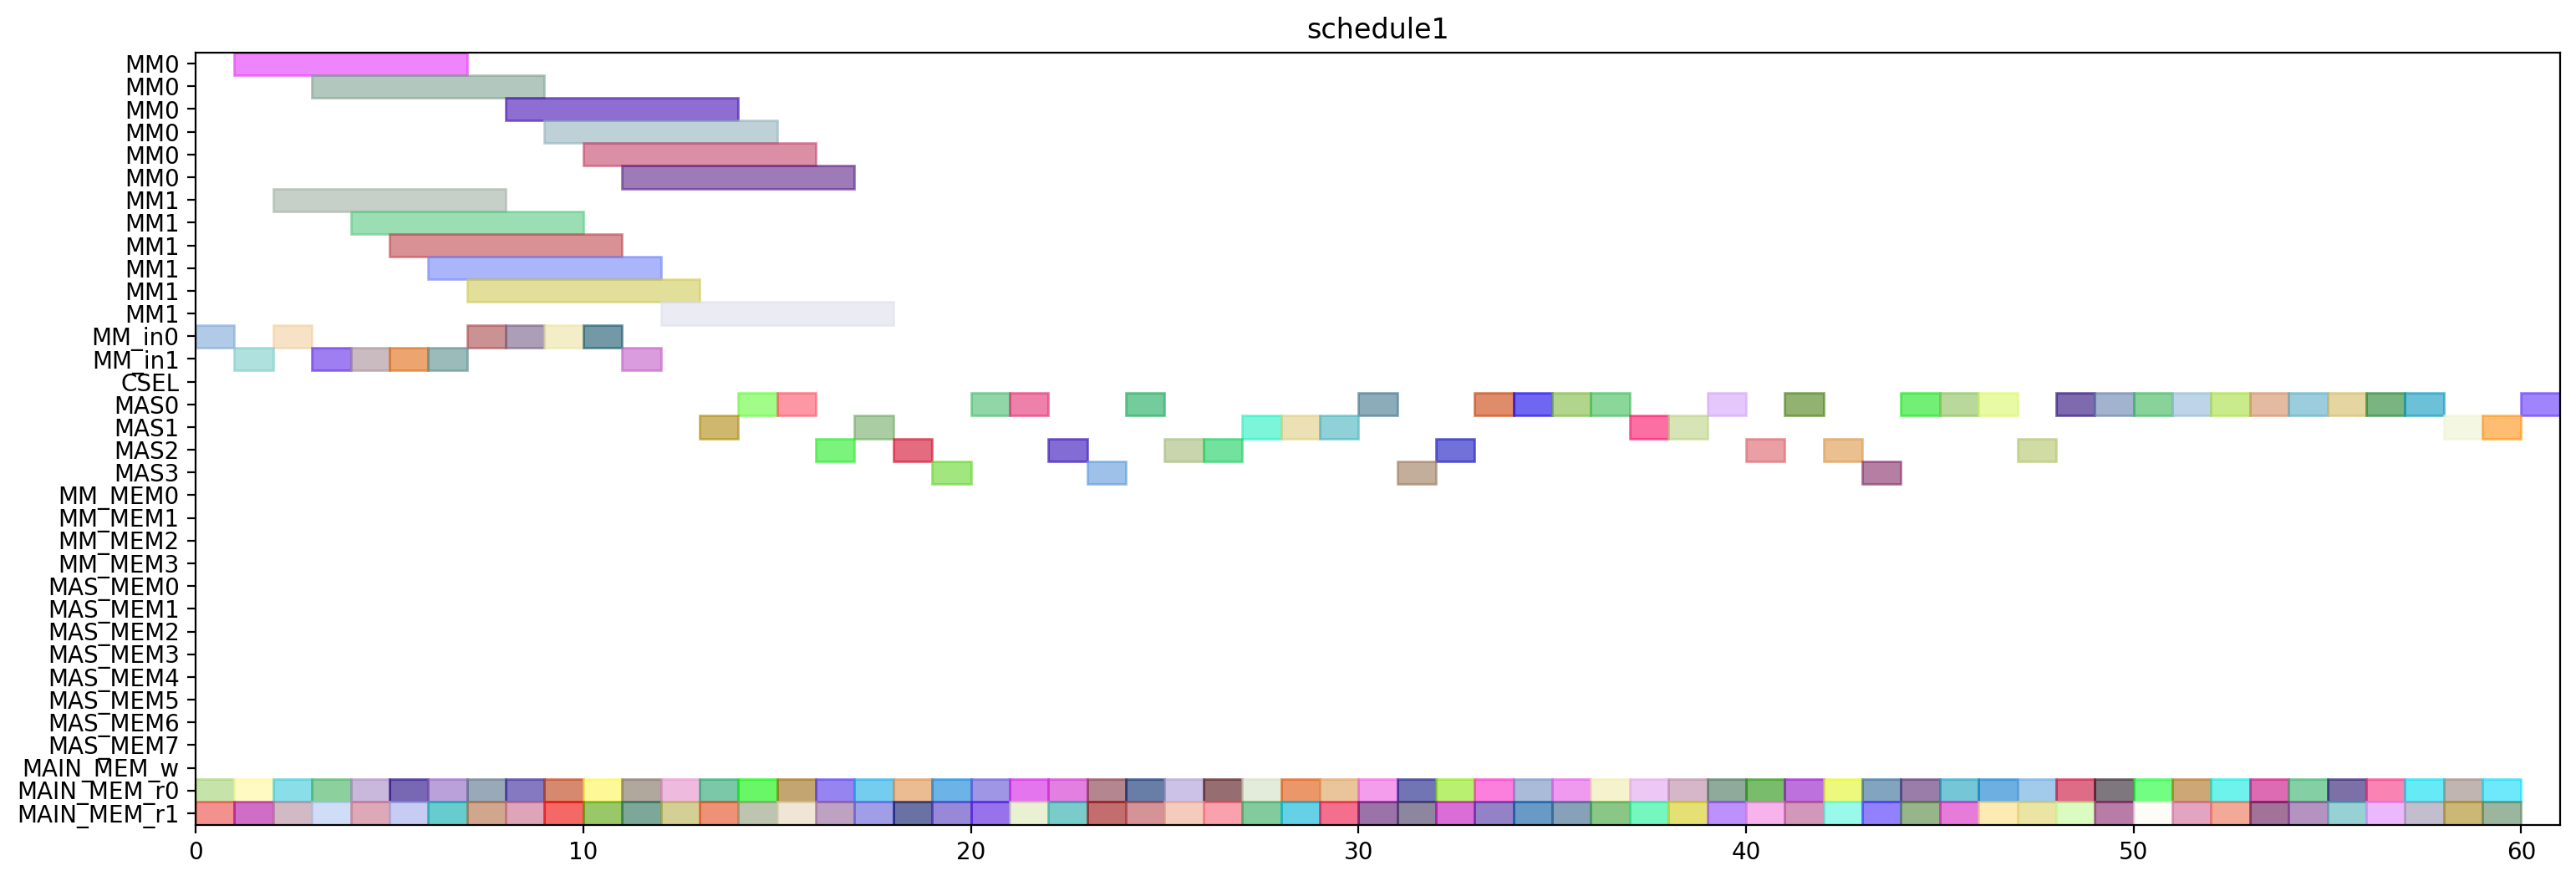 schedule1
MM0
MM0
MM0
MM0
MM0
MM0
MM1
MM1
MM1
MM1
MM1
MM1
MM_in0
MM_in1
CSEL
MAS0
MAS1
MAS2
MAS3
MM_MEM0
MM_MEM1
MM_MEM2
MM_MEM3
MAS_MEM0
MAS_MEM1
MAS_MEM2
MAS_MEM3
MAS_MEM4
MAS_MEM5
MAS_MEM6
MAS_MEM7
MAIN_MEM_w
MAIN_MEM_r0
MAIN_MEM_r1
0 10 20 30 40 50 60